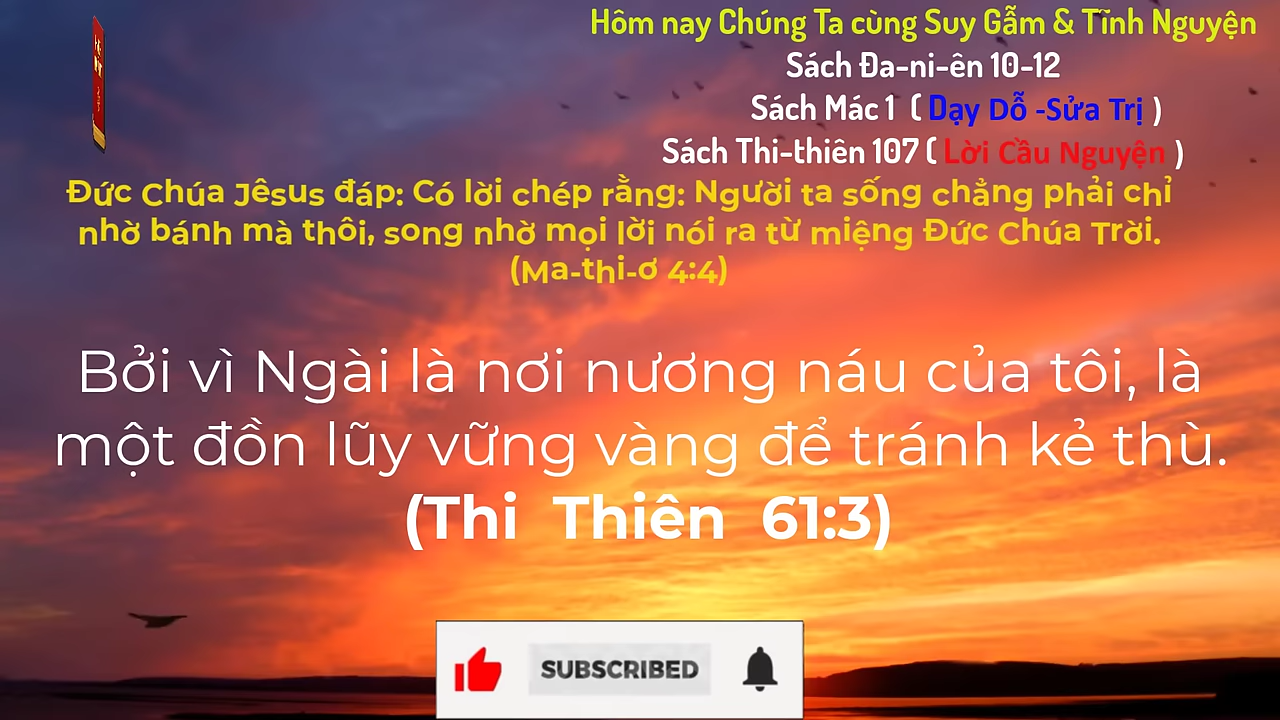 Hôm nay Chúng Ta cùng Suy Gẫm & Tĩnh Nguyện
Sách Đa-ni-ên 10-12
Sách Mác 1 ( Dạy Dỗ -Sửa Trị )
Sách Thi-thiên 107 ( Lời Cầu Nguyện )
Đức Chúa Jêsus đáp: Có lời chép rằng: Người ta sống chẳng phải chỉ
nhờ bánh mà thôi, song nhờ mọi lời nói ra từ miệng Đức Chúa Trời.
(Ma-thi-ơ 4:4)
Bởi vì Ngài là nơi nương náu của tôi, là
một đồn lũy vững vàng để tránh kẻ thù.
(Thi Thiên 61:3)
SUBSCRIBED